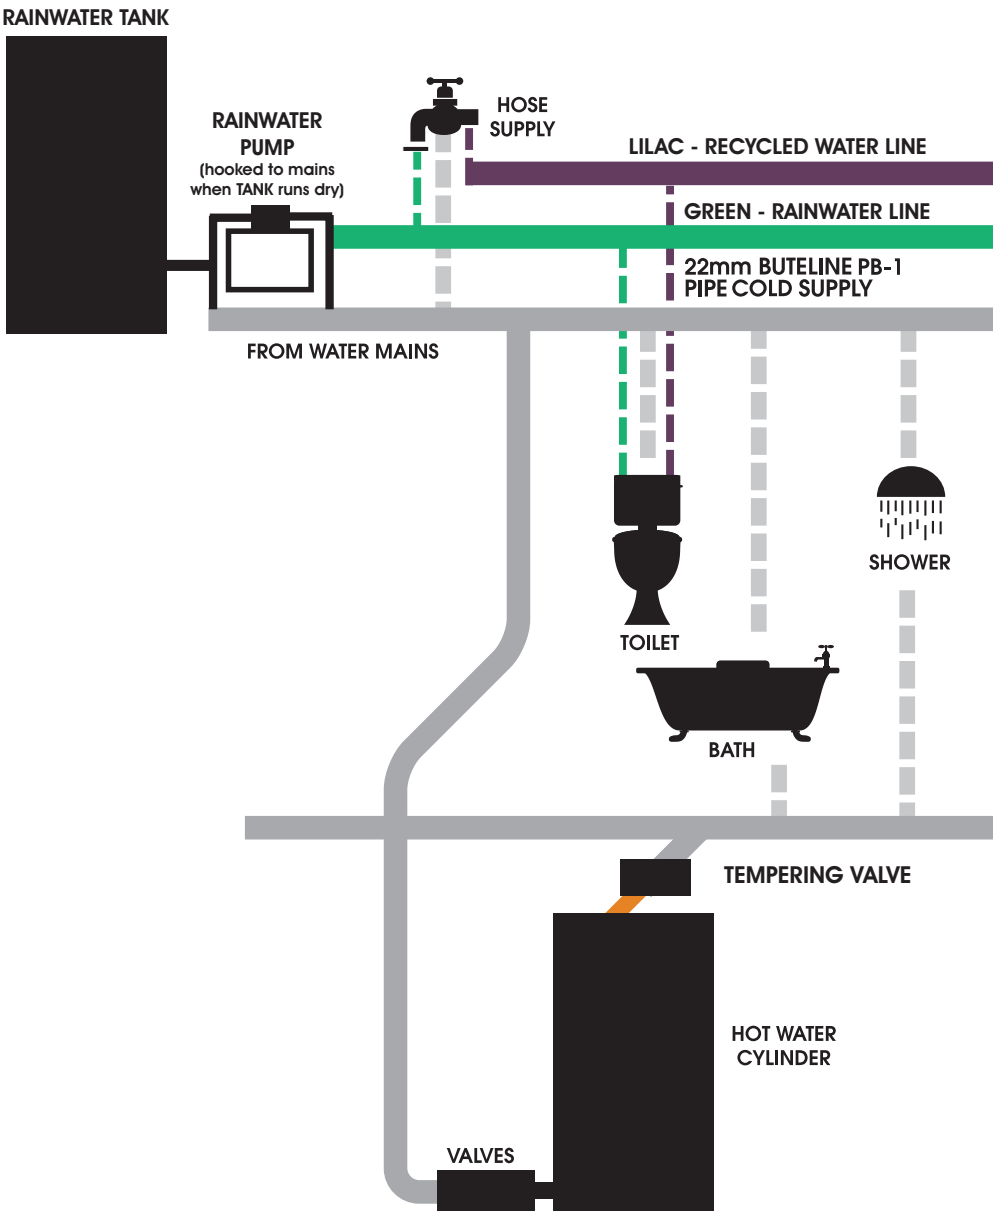 RAINWATER TANK
RAINWATER
PUMP
(hooked to mains
when TANK runs dry)
HOSE
SUPPLY
LILAC - RECYCLED WATER LINE
GREEN - RAINWATER LINE
22mm BUTELINE PB-1
PIPE COLD SUPPLY
FROM WATER MAINS
SHOWER
TOILET
BATH
TEMPERING VALVE
HOT WATER
CYLINDER
VALVES